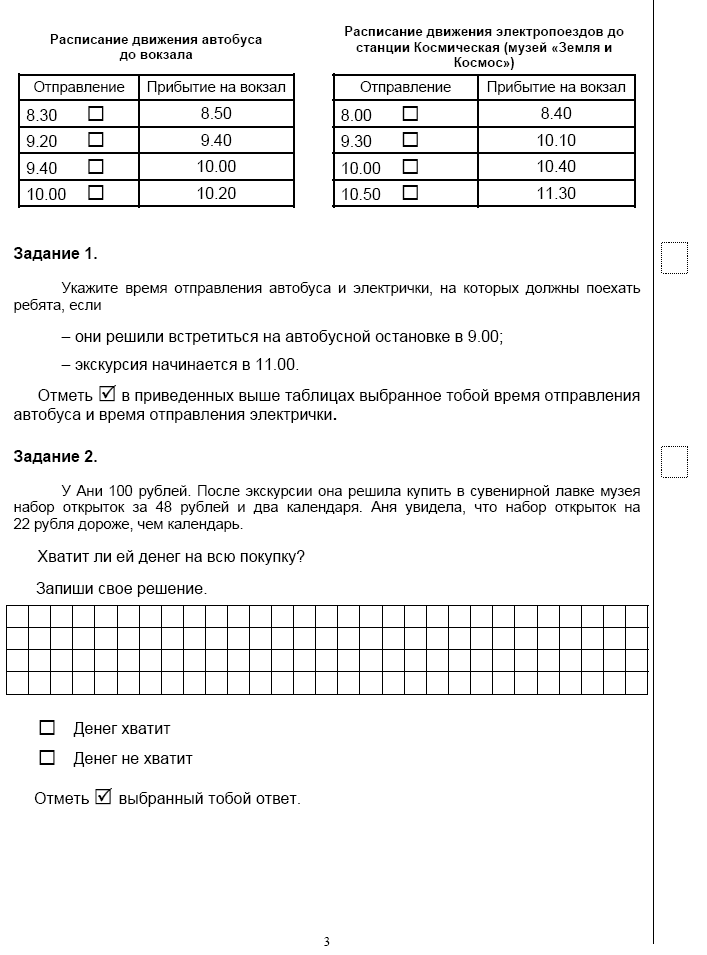 Расписание движения автобуса
до вокзала
Отправление Прибытие на вокзал
8.30 8.50
9.20 9.40
9.40 10.00
10.00 10.20
Расписание движения электропоездов до
станции Космическая (музей «Земля и
Космос»)
Отправление Прибытие на вокзал
8.00 8.40
9.30 10.10
10.00 10.40
10.50 11.30
Задание 1.
Укажите время отправления автобуса и электрички, на которых должны поехать
ребята, если
– они решили встретиться на автобусной остановке в 9.00;
– экскурсия начинается в 11.00.
Отметь ☑ в приведенных выше таблицах выбранное тобой время отправления
автобуса и время отправления электрички.
Задание 2.
У Ани 100 рублей. После экскурсии она решила купить в сувенирной лавке музея
набор открыток за 48 рублей и два календаря. Аня увидела, что набор открыток на
22 рубля дороже, чем календарь.
Хватит ли ей денег на всю покупку?
Запиши свое решение.
Денег хватит
Денег не хватит
Отметь ☑ выбранный тобой ответ.
3